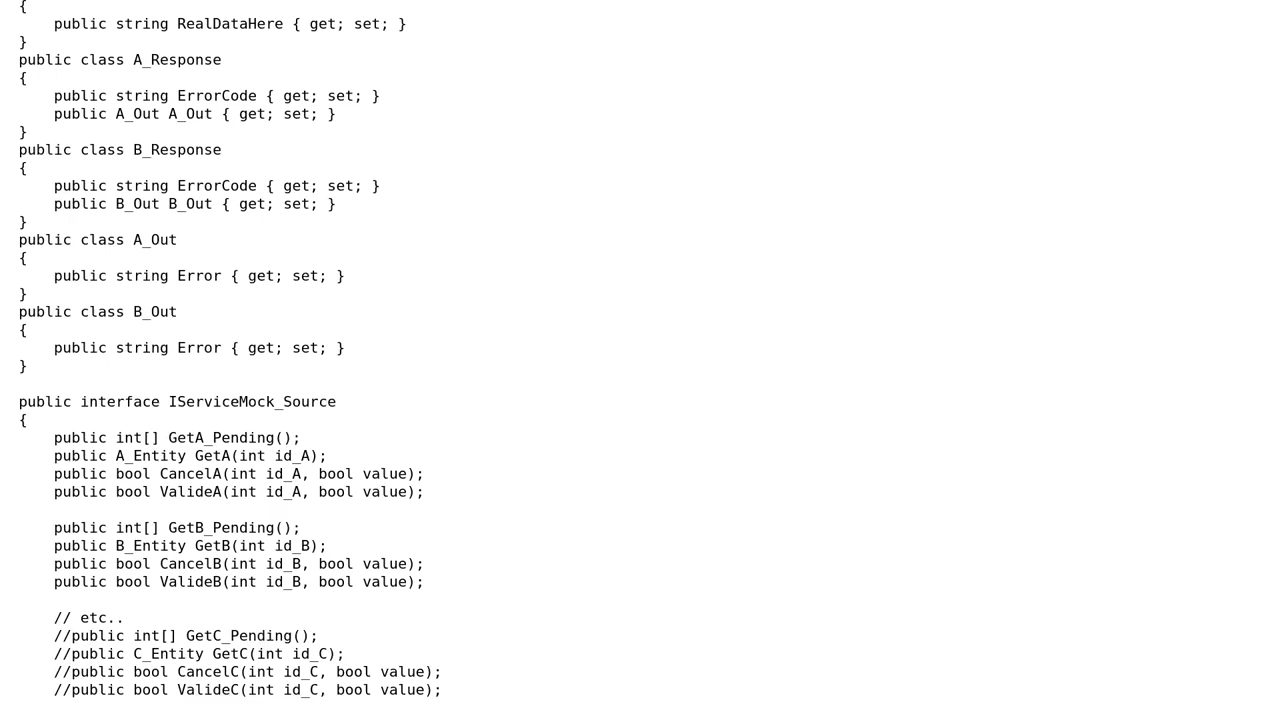 {
    public string RealDataHere { get; set; }
}
public class A_Response
{
    public string ErrorCode { get; set; }
    public A_Out A_Out { get; set; }
}
public class B_Response
{
    public string ErrorCode { get; set; }
    public B_Out B_Out { get; set; }
}
public class A_Out
{
    public string Error { get; set; }
}
public class B_Out
{
    public string Error { get; set; }
}

public interface IServiceMock_Source
{
    public int[] GetA_Pending();
    public A_Entity GetA(int id_A);
    public bool CancelA(int id_A, bool value);
    public bool ValideA(int id_A, bool value);

    public int[] GetB_Pending();
    public B_Entity GetB(int id_B);
    public bool CancelB(int id_B, bool value);
    public bool ValideB(int id_B, bool value);

    // etc..
    //public int[] GetC_Pending();
    //public C_Entity GetC(int id_C);
    //public bool CancelC(int id_C, bool value);
    //public bool ValideC(int id_C, bool value);